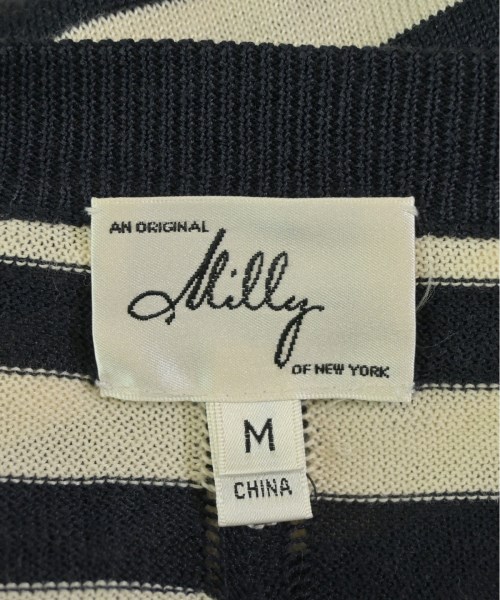 AN ORIGINAL
Milly
OF NEW YORK
M
CHINA